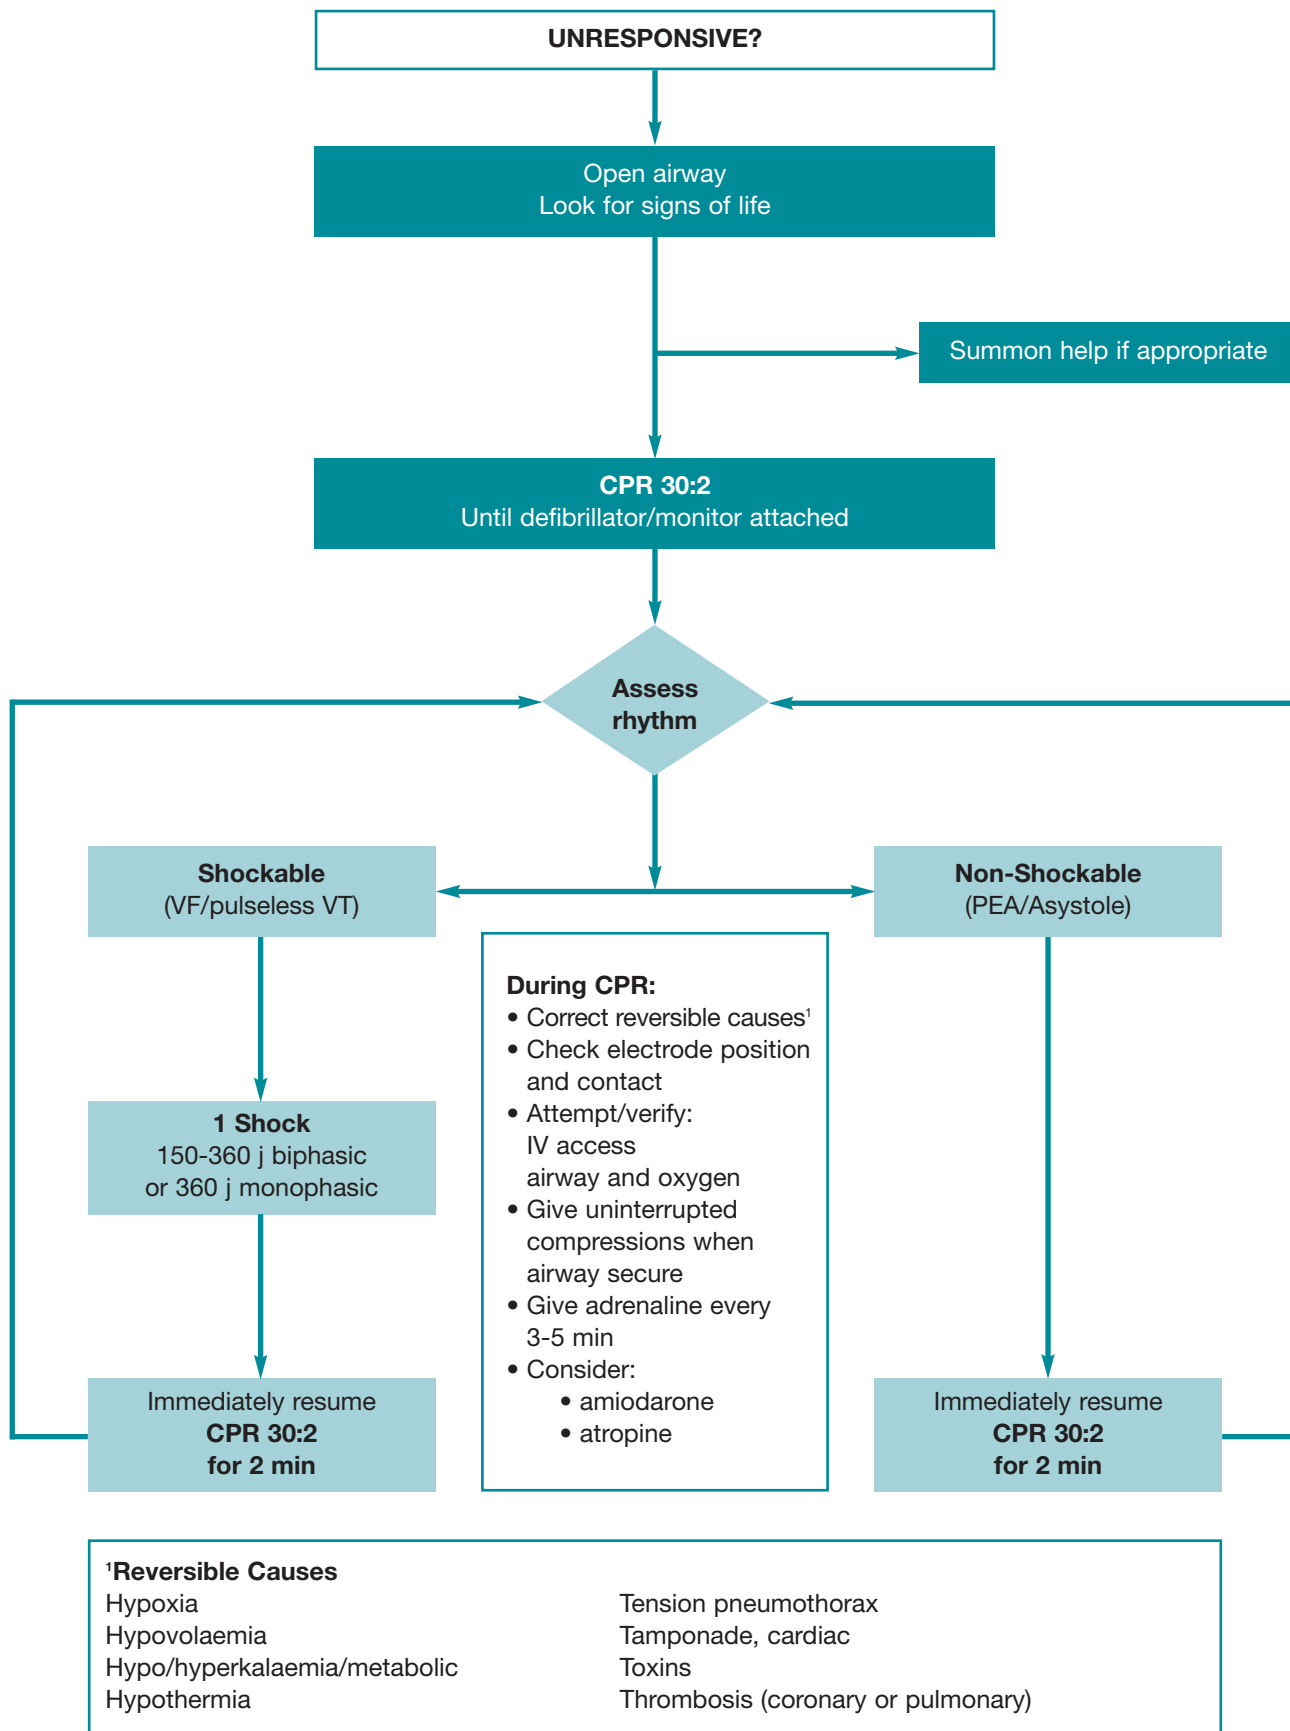 UNRESPONSIVE?
Open airway
Look for signs of life
Summon help if appropriate
CPR 30:2
Until defibrillator/monitor attached
Assess
rhythm
Shockable
(VF/pulseless VT)
Non-Shockable
(PEA/Asystole)
1 Shock
150-360 j biphasic
or 360 j monophasic
Immediately resume
CPR 30:2
for 2 min
During CPR:
• Correct reversible causes¹
• Check electrode position
and contact
• Attempt/verify:
IV access
airway and oxygen
• Give uninterrupted
compressions when
airway secure
• Give adrenaline every
3-5 min
• Consider:
• amiodarone
• atropine
Immediately resume
CPR 30:2
for 2 min
¹Reversible Causes
Hypoxia
Hypovolaemia
Hypo/hyperkalaemia/metabolic
Hypothermia
Tension pneumothorax
Tamponade, cardiac
Toxins
Thrombosis (coronary or pulmonary)